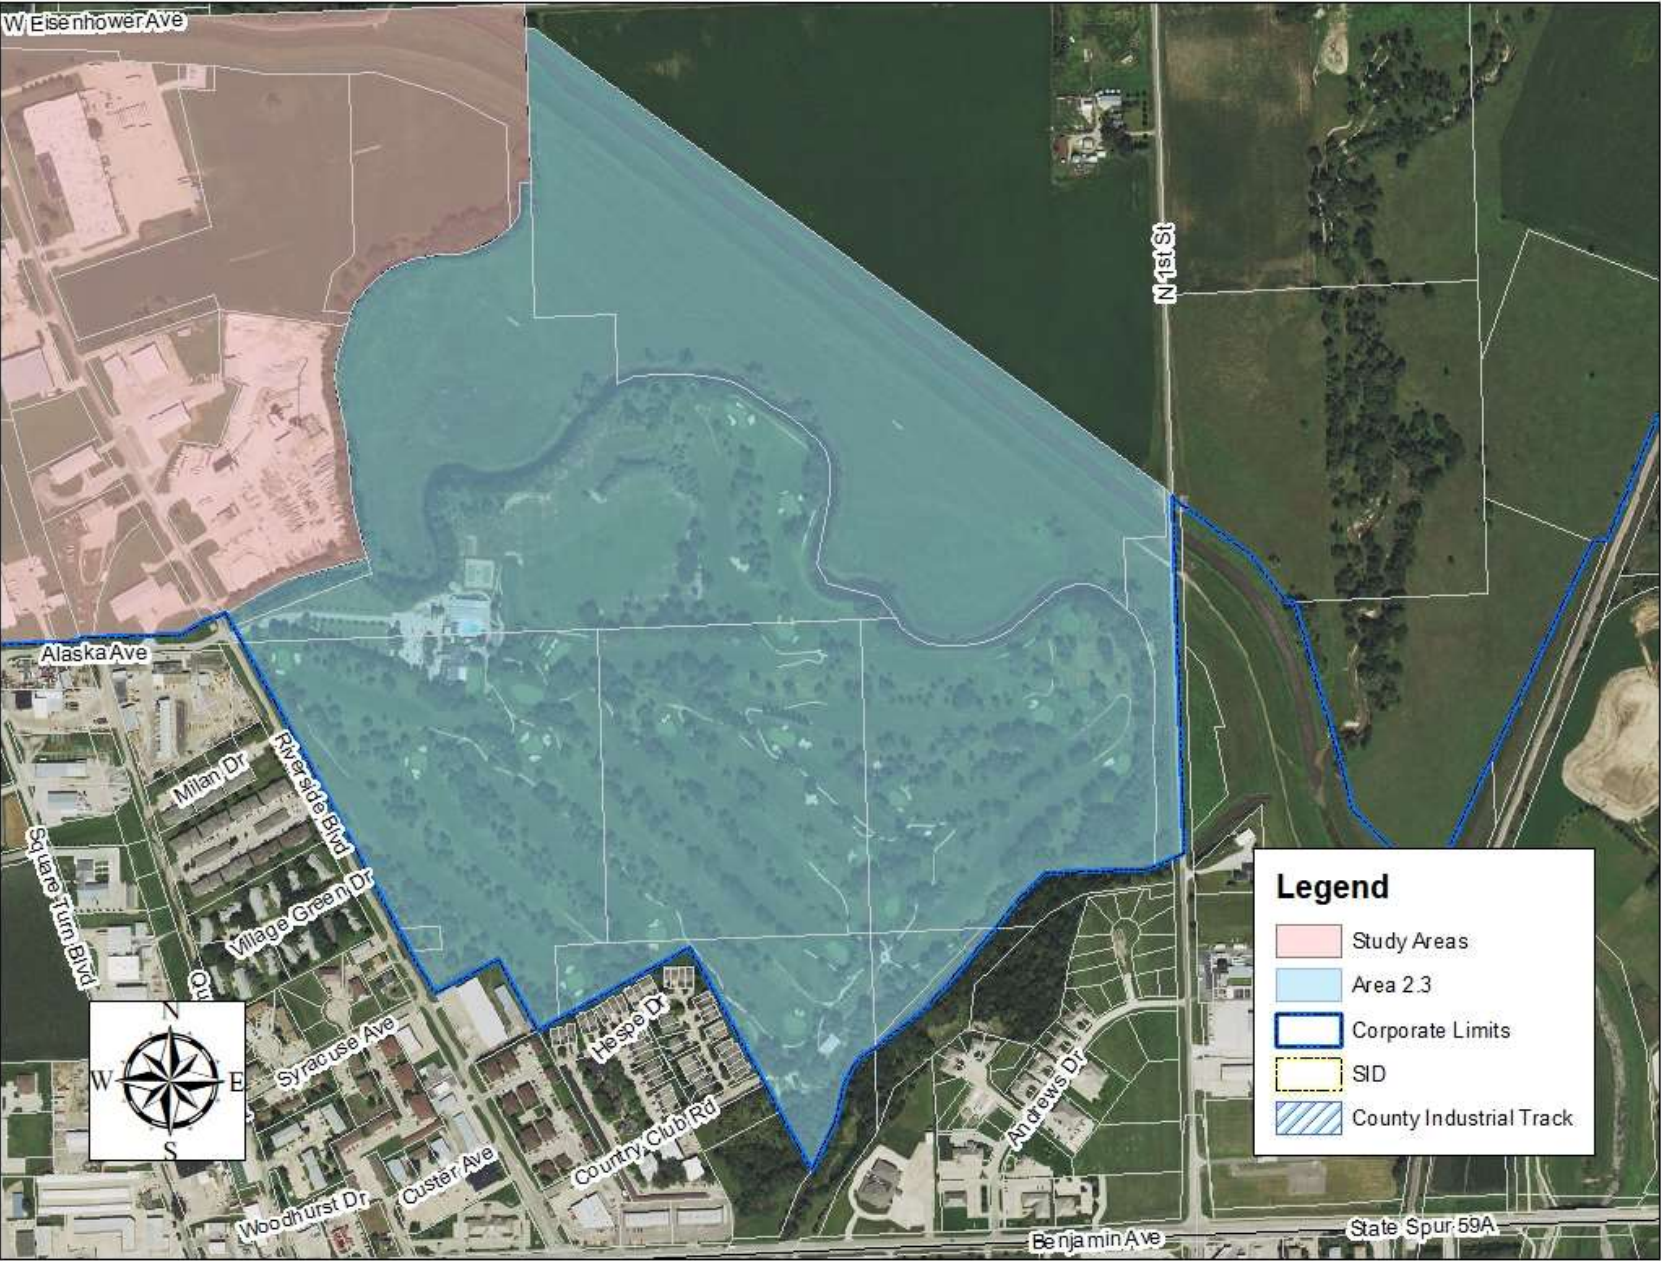 W Eisenhower Ave
N 1st St
Alaska Ave
Milan Dr
Riverside Blvd
Square Turn Blvd
Village Green Dr
Qu
Syracuse Ave
Hespe Dr
Andrews Dr
Country Club Rd
Custer Ave
Woodhurst Dr
Benjamin Ave
State Spur 59A
N
W E
S
Legend
Study Areas
Area 2.3
Corporate Limits
SID
County Industrial Track